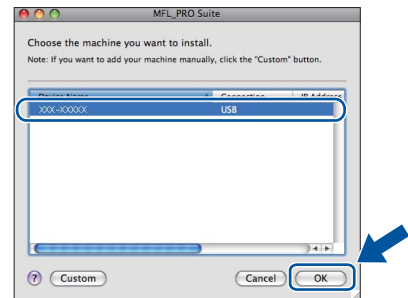 MFL_PRO Suite
Choose the machine you want to install.
Note: If you want to add your machine manually, click the "Custom" button.
Device Name Connection IP Address
XXX-XXXXX USB
? Custom Cancel OK